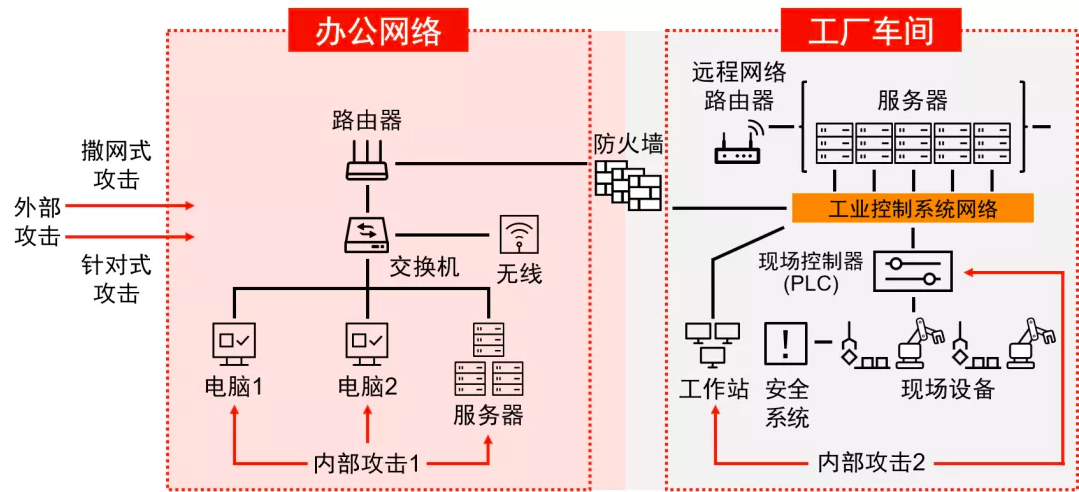 办公网络
工厂车间
撒网式
攻击
外部
攻击
针对式
攻击
路由器
交换机
无线
电脑1
电脑2
服务器
内部攻击1
防火墙
远程网络
路由器
服务器
工业控制系统网络
现场控制器
(PLC)
工作站
安全
系统
现场设备
内部攻击2